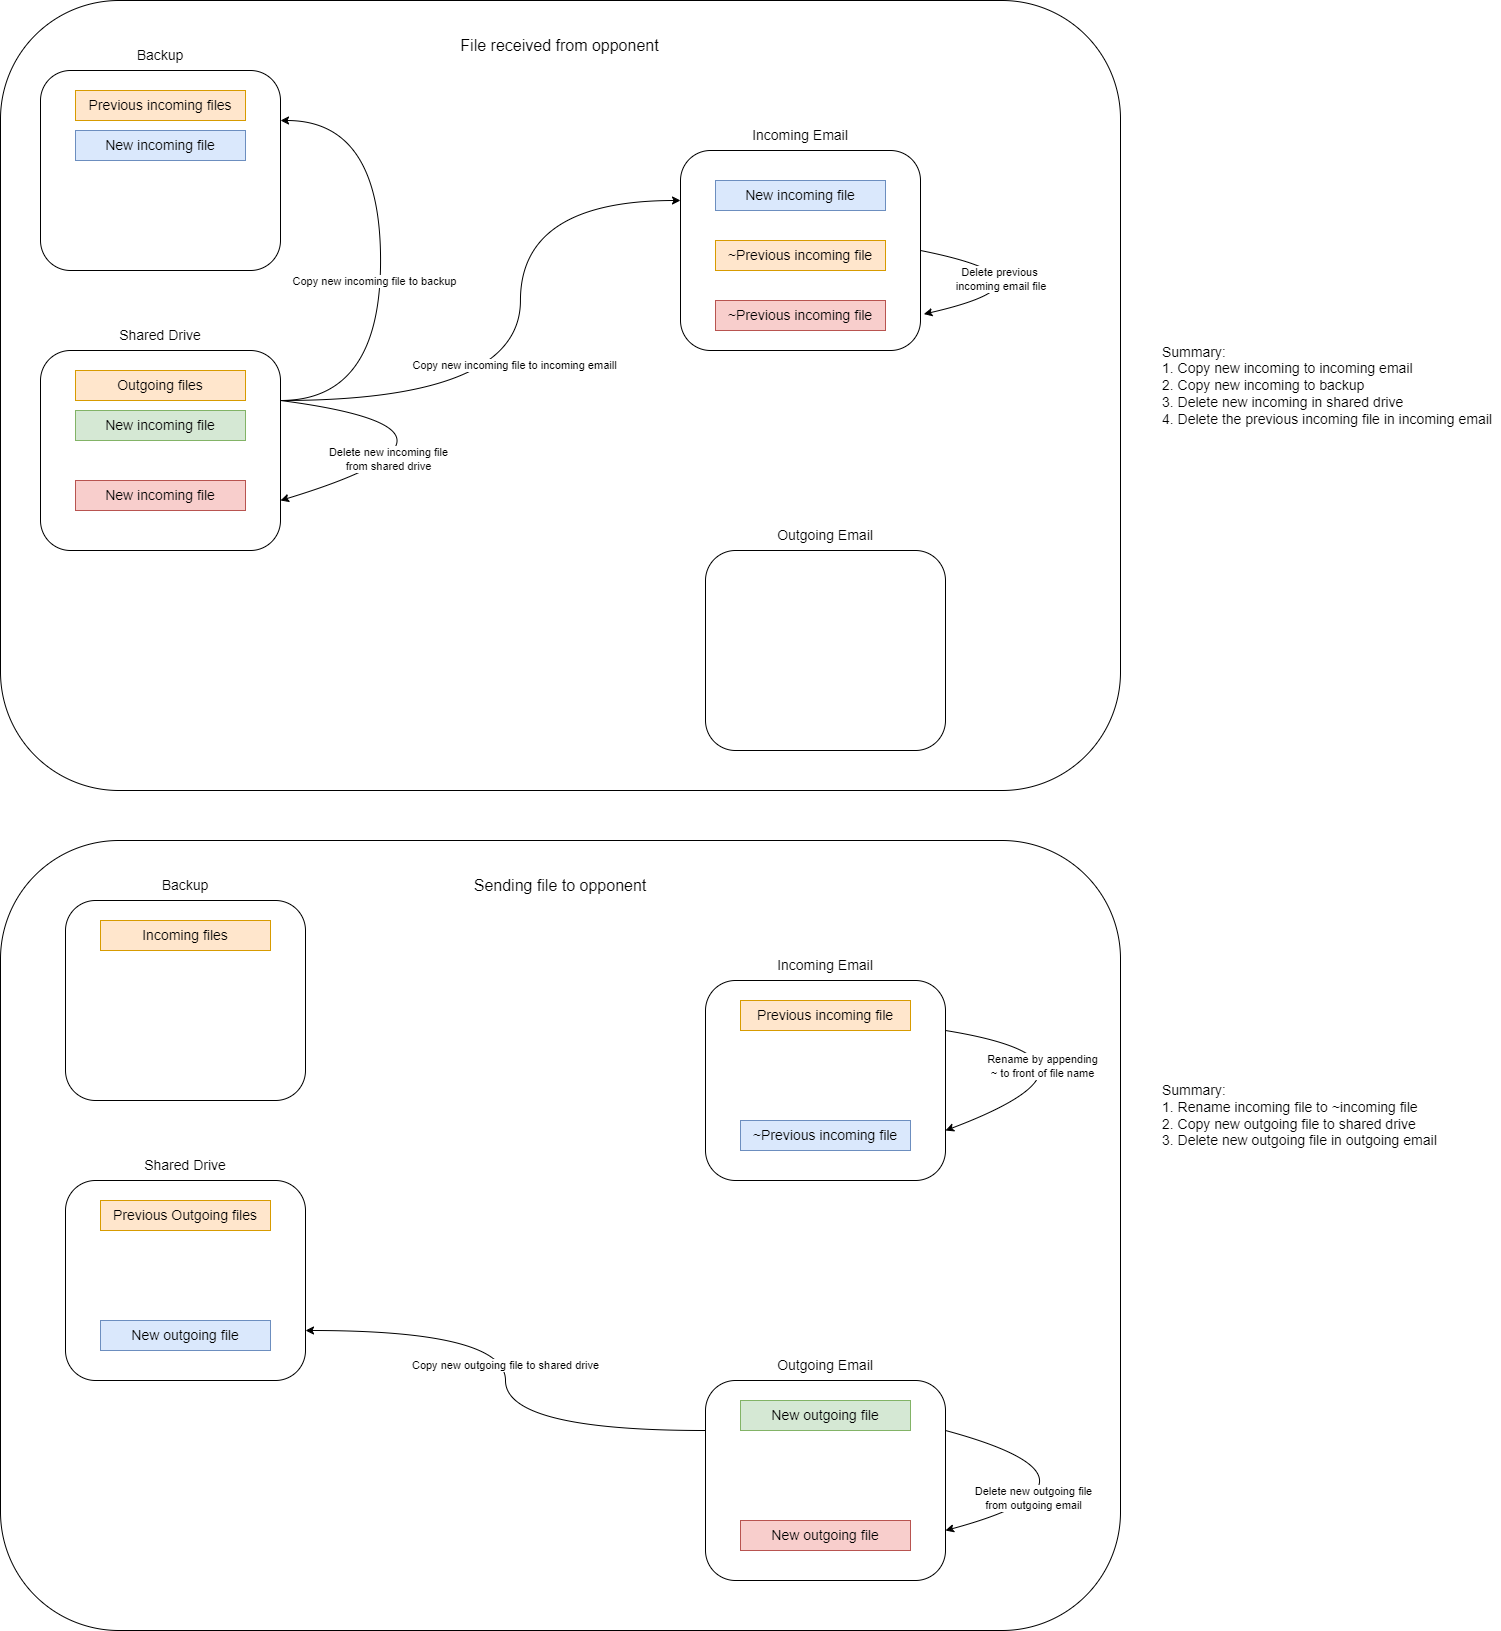 File received from opponent
Backup
Previous incoming files
New incoming file
Incoming Email
New incoming file
~Previous incoming file
~Previous incoming file
Delete previous
incoming email file
Copy new incoming file to backup
Shared Drive
Outgoing files
New incoming file
New incoming file
Copy new incoming file to incoming emaill
Delete new incoming file
from shared drive
Outgoing Email
Summary:
1. Copy new incoming to incoming email
2. Copy new incoming to backup
3. Delete new incoming in shared drive
4. Delete the previous incoming file in incoming email
Sending file to opponent
Backup
Incoming files
Incoming Email
Previous incoming file
~Previous incoming file
Rename by appending
~ to front of file name
Shared Drive
Previous Outgoing files
New outgoing file
Copy new outgoing file to shared drive
Outgoing Email
New outgoing file
New outgoing file
Delete new outgoing file
from outgoing email
Summary:
1. Rename incoming file to ~incoming file
2. Copy new outgoing file to shared drive
3. Delete new outgoing file in outgoing email